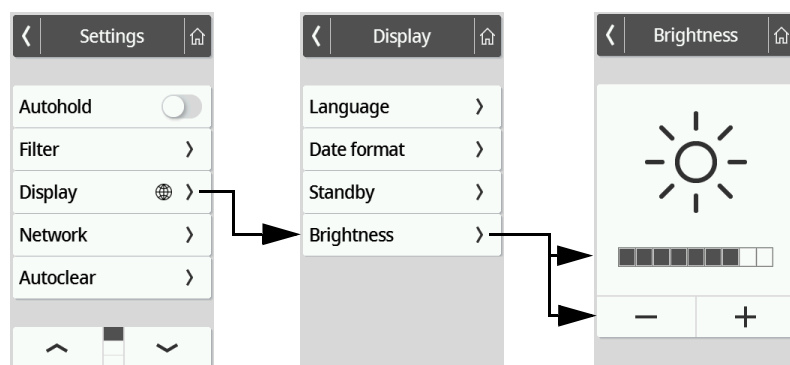 Settings
Autohold
Filter
Display
Network
Autoclear
Display
Language
Date format
Standby
Brightness
Brightness